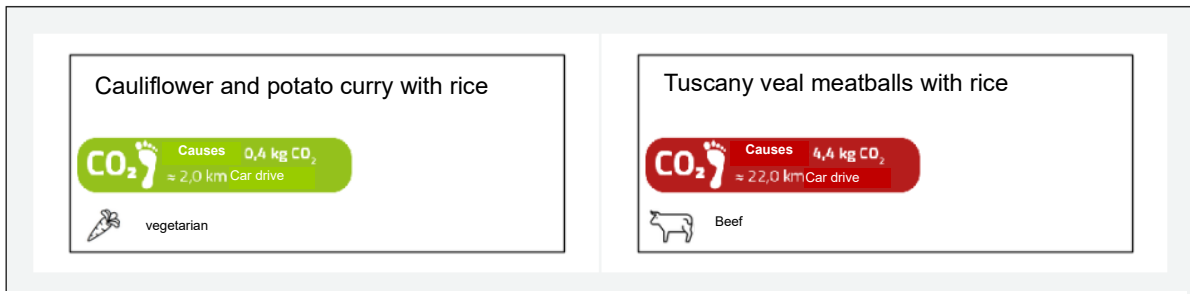 Cauliflower and potato curry with rice
CO₂ Causes 0,4 kg CO₂
≈ 2,0 km Car drive
vegetarian
Tuscany veal meatballs with rice
CO₂ Causes 4,4 kg CO₂
≈ 22,0 km Car drive
Beef